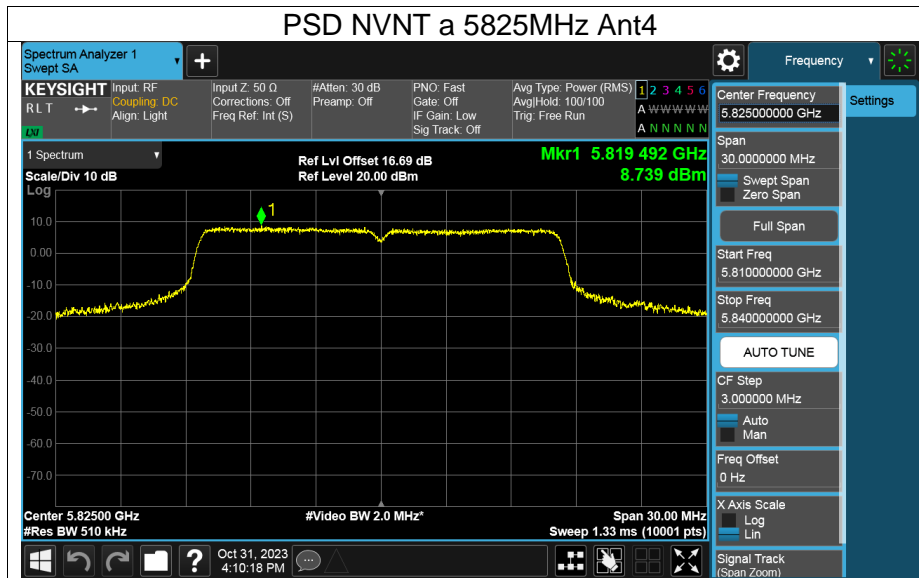 PSD NVNT a 5825MHz Ant4
Spectrum Analyzer 1
Swept SA
Frequency
KEYSIGHT
RLT
LXI
Input: RF
Coupling: DC
Align: Light
Input Z: 50 Ω
Corrections: Off
Freq Ref: Int (S)
#Atten: 30 dB
Preamp: Off
PNO: Fast
Gate: Off
IF Gain: Low
Sig Track: Off
Avg Type: Power (RMS)
Avg|Hold: 100/100
Trig: Free Run
1 2 3 4 5 6
A W W W W W
A N N N N N
1 Spectrum
Scale/Div 10 dB
Log
Ref Lvl Offset 16.69 dB
Ref Level 20.00 dBm
Mkr1 5.819 492 GHz
8.739 dBm
1
10.0
0.00
-10.0
-20.0
-30.0
-40.0
-50.0
-60.0
-70.0
Center 5.82500 GHz
#Res BW 510 kHz
#Video BW 2.0 MHz*
Span 30.00 MHz
Sweep 1.33 ms (10001 pts)
Oct 31, 2023
4:10:18 PM
Center Frequency
5.825000000 GHz
Span
30.0000000 MHz
Swept Span
Zero Span
Full Span
Start Freq
5.810000000 GHz
Stop Freq
5.840000000 GHz
AUTO TUNE
CF Step
3.000000 MHz
Auto
Man
Freq Offset
0 Hz
X Axis Scale
Log
Lin
Signal Track
(Span Zoom)
Settings